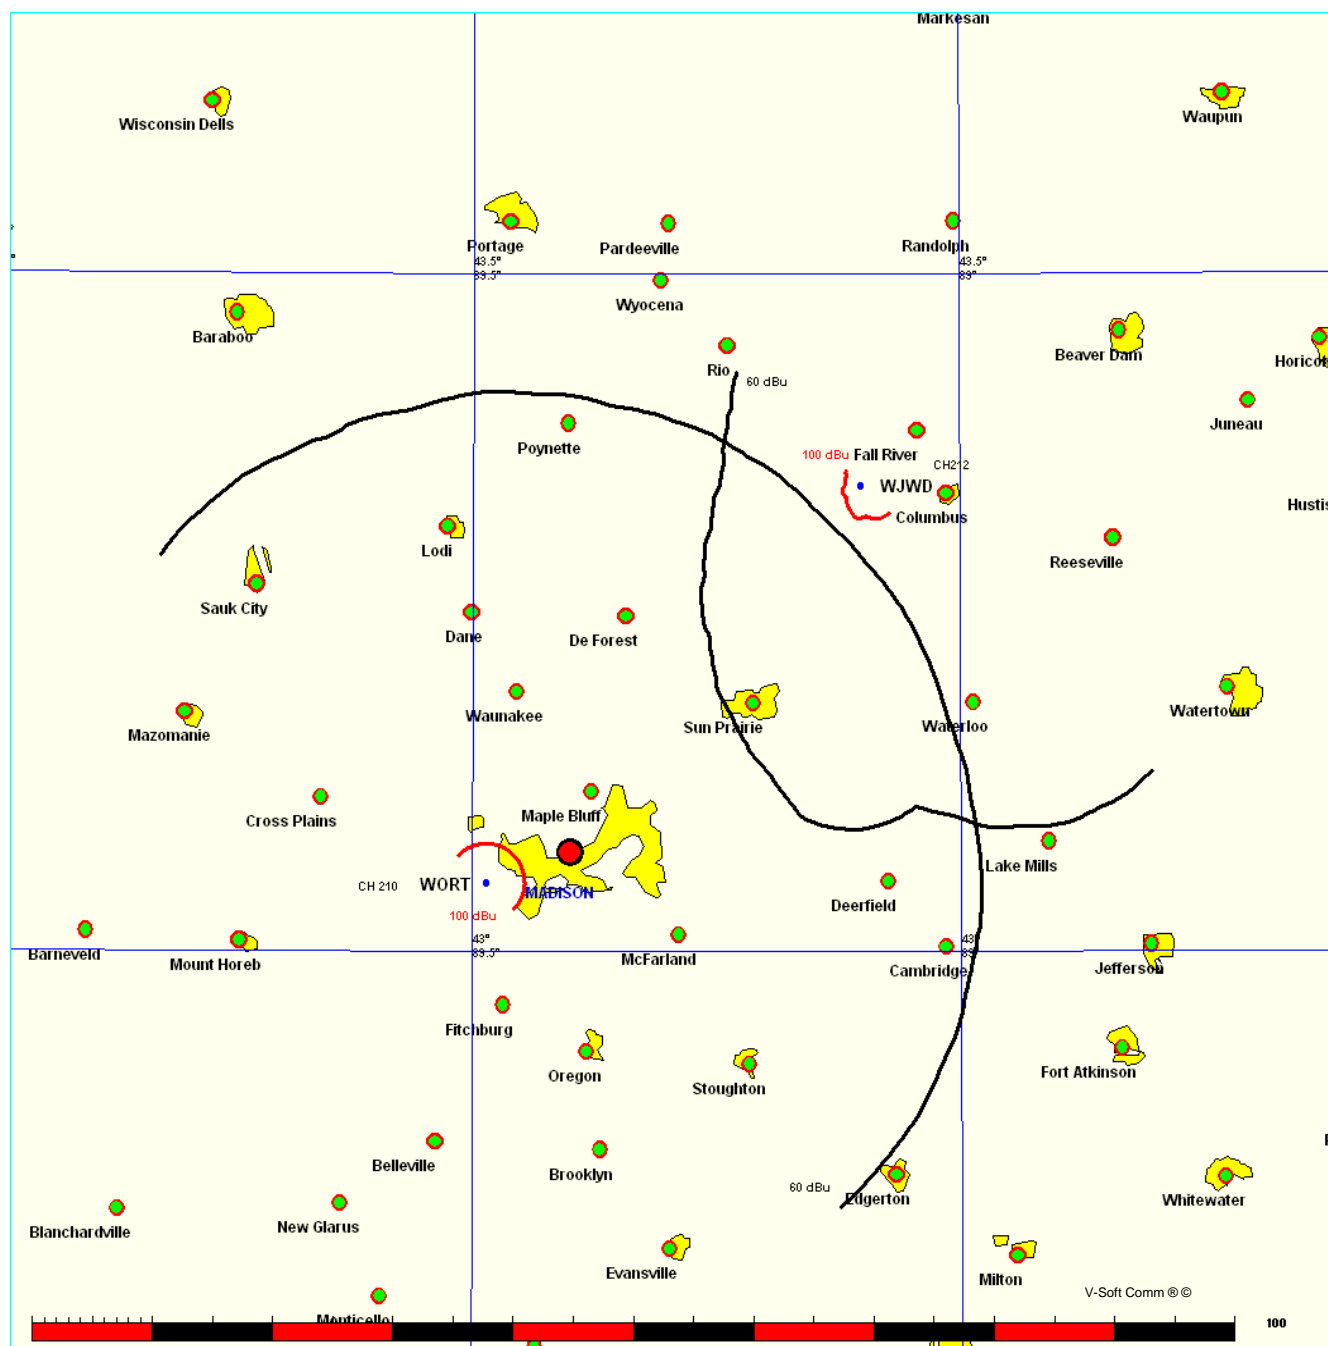 Markesan
Wisconsin Dells
Waupun
Portage
Pardeeville
Randolph
43.5°
89.5°
43.5°
89°
Wyocena
Baraboo
Beaver Dam
Rio
60 dBu
Juneau
Poynette
100 dBu
Fall River
CH212
WJWD
Columbus
Lodi
Reeseville
Sauk City
Dane
De Forest
Waunakee
Sun Prairie
Waterloo
Watertown
Mazomanie
Cross Plains
Maple Bluff
Lake Mills
CH 210
WORT
MADISON
100 dBu
Deerfield
43°
89.5°
43°
Barneveld
Mount Horeb
McFarland
Cambridge
Jefferson
Fitchburg
Oregon
Stoughton
Fort Atkinson
Belleville
Brooklyn
60 dBu
Edgerton
Whitewater
Blanchardville
New Glarus
Evansville
Milton
V-Soft Comm ® ©
Monticello
100